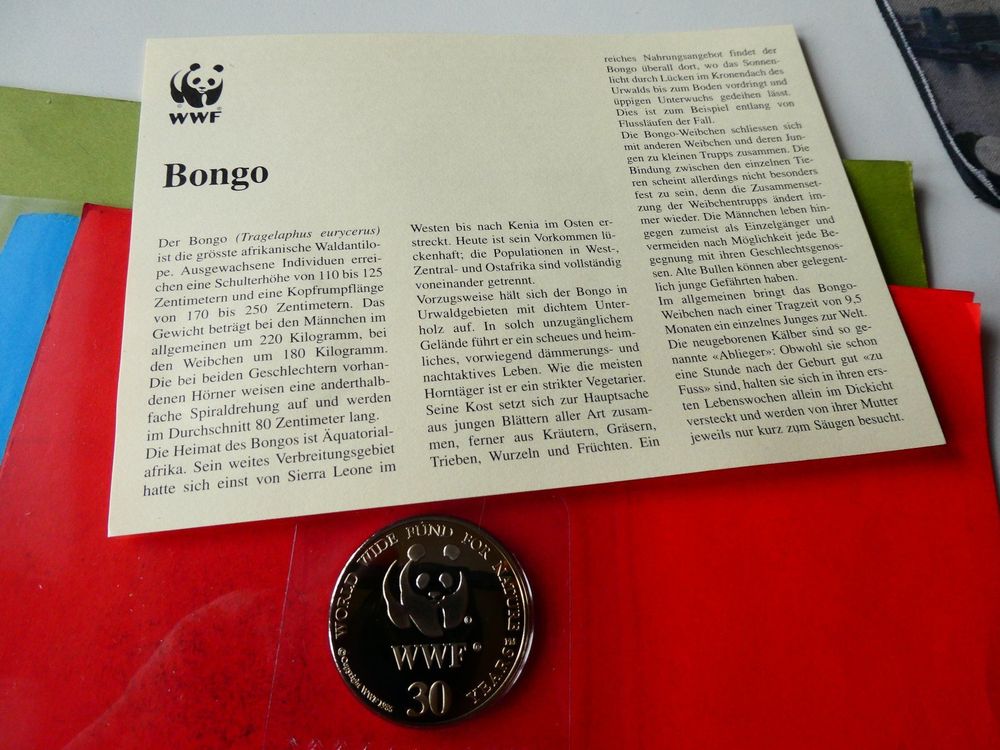 WWF
Bongo
Der Bongo (Tragelaphus eurycerus)
ist die grösste afrikanische Waldantilo-
pe. Ausgewachsene Individuen errei-
chen eine Schulterhöhe von 110 bis 125
Zentimetern und eine Kopfrumpflänge
von 170 bis 250 Zentimetern. Das
Gewicht beträgt bei den Männchen im
allgemeinen um 220 Kilogramm, bei
den Weibchen um 180 Kilogramm.
Die bei beiden Geschlechtern vorhan-
denen Hörner weisen eine anderthalb-
fache Spiraldrehung auf und werden
im Durchschnitt 80 Zentimeter lang.
Die Heimat des Bongos ist Äquatorial-
afrika. Sein weites Verbreitungsgebiet
hatte sich einst von Sierra Leone im
Westen bis nach Kenia im Osten er-
streckt. Heute ist sein Vorkommen lü-
ckenhaft; die Populationen in West-,
Zentral- und Ostafrika sind vollständig
voneinander getrennt.
Vorzugsweise hält sich der Bongo in
Urwaldgebieten mit dichtem Unter-
holz auf. In solch unzugänglichem
Gelände führt er ein scheues und heim-
liches, vorwiegend dämmerungs- und
nachtaktives Leben. Wie die meisten
Horntäger ist er ein strikter Vegetarier.
Seine Kost setzt sich zur Hauptsache
aus jungen Blättern aller Art zusam-
men, ferner aus Kräutern, Gräsern,
Trieben, Wurzeln und Früchten. Ein
reiches Nahrungsangebot findet der
Bongo überall dort, wo das Sonnen-
licht durch Lücken im Kronendach des
Urwalds bis zum Boden vordringt und
üppigen Unterwuchs gedeihen lässt.
Dies ist zum Beispiel entlang von
Flussläufen der Fall.
Die Bongo-Weibchen schliessen sich
mit anderen Weibchen und deren Jun-
gen zu kleinen Trupps zusammen. Die
Bindung zwischen den einzelnen Tie-
ren scheint allerdings nicht besonders
fest zu sein, denn die Zusammenset-
zung der Weibchentrupps ändert im-
mer wieder. Die Männchen leben hin-
gegen zumeist als Einzelgänger und
vermeiden nach Möglichkeit jede Be-
gegnung mit ihren Geschlechtsgenos-
sen. Alte Bullen können aber gelegent-
lich junge Gefährten haben.
Im allgemeinen bringt das Bongo-
Weibchen nach einer Tragzeit von 9,5
Monaten ein einzelnes Junges zur Welt.
Die neugeborenen Kälber sind so ge-
nannte «Ablieger»: Obwohl sie schon
eine Stunde nach der Geburt gut «zu
Fuss» sind, halten sie sich in ihren ers-
ten Lebenswochen allein im Dickicht
versteckt und werden von ihrer Mutter
jeweils nur kurz zum Säugen besucht.
WORLD WIDE FUND FOR NATURE
WWF
30 YEARS
© Copyright WWF 1986